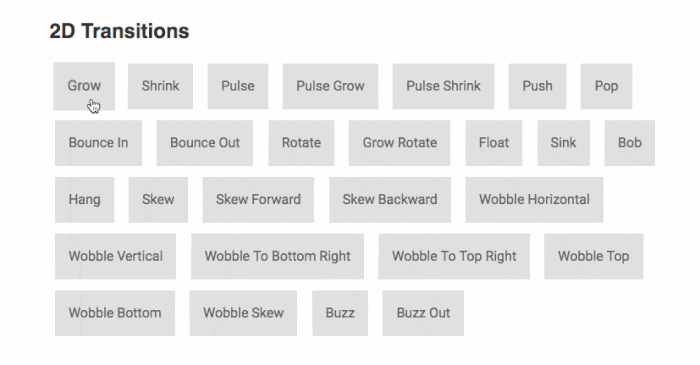 2D Transitions
Grow Shrink Pulse Pulse Grow Pulse Shrink Push Pop
Bounce In Bounce Out Rotate Grow Rotate Float Sink Bob
Hang Skew Skew Forward Skew Backward Wobble Horizontal
Wobble Vertical Wobble To Bottom Right Wobble To Top Right Wobble Top
Wobble Bottom Wobble Skew Buzz Buzz Out